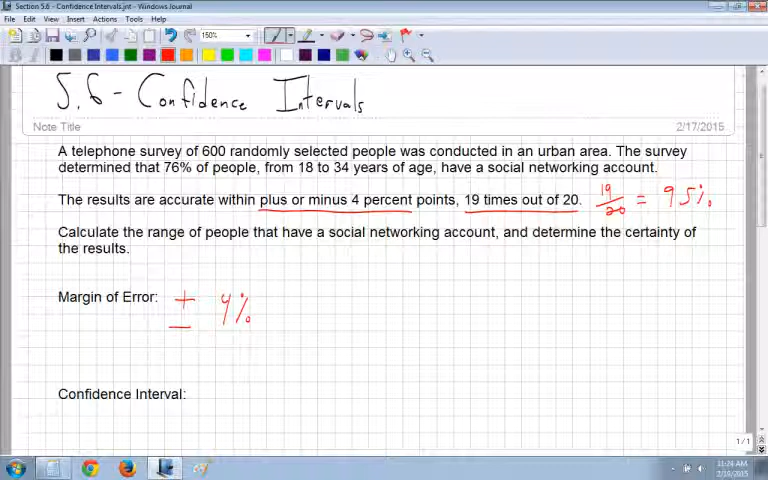 Section 5.6 - Confidence Intervals.jnt - Windows Journal
File Edit View Insert Actions Tools Help
150%
5.6 - Confidence Intervals
Note Title
2/17/2015
A telephone survey of 600 randomly selected people was conducted in an urban area. The survey
determined that 76% of people, from 18 to 34 years of age, have a social networking account.
The results are accurate within plus or minus 4 percent points, 19 times out of 20. 19/20 = 95%
Calculate the range of people that have a social networking account, and determine the certainty of
the results.
Margin of Error: ± 4%
Confidence Interval:
1 / 1
11:24 AM